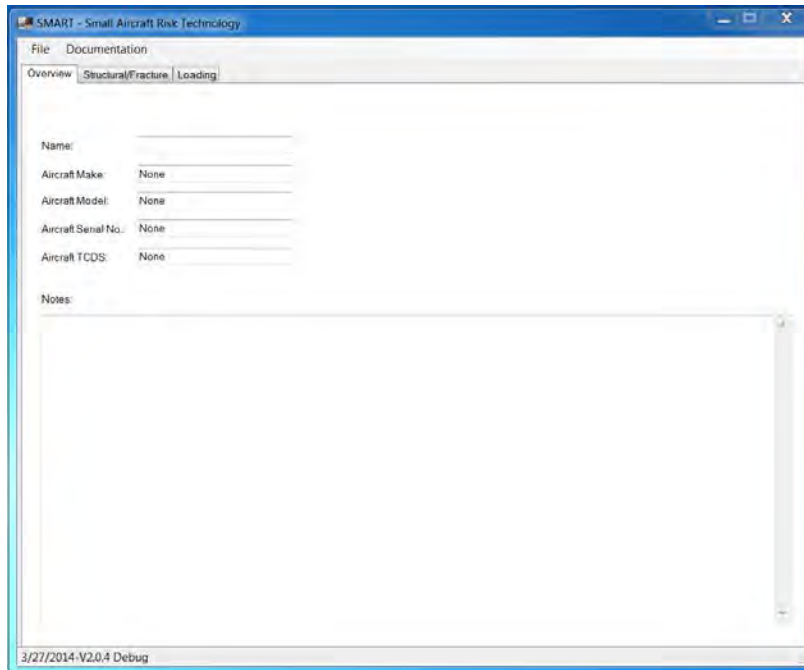 SMART - Small Aircraft Risk Technology
File Documentation
Overview Structural/Fracture Loading
Name:
Aircraft Make: None
Aircraft Model: None
Aircraft Serial No.: None
Aircraft TCDS: None
Notes:
3/27/2014-V2.0.4 Debug